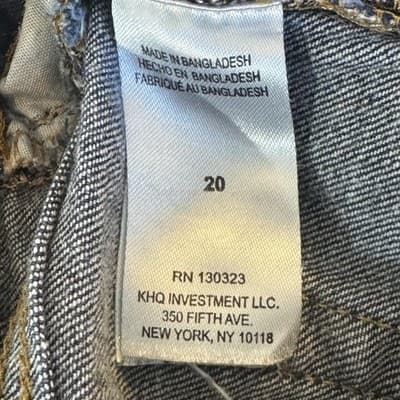 MADE IN BANGLADESH
HECHO EN BANGLADESH
FABRIQUÉ AU BANGLADESH
20
RN 130323
KHQ INVESTMENT LLC.
350 FIFTH AVE.
NEW YORK, NY 10118